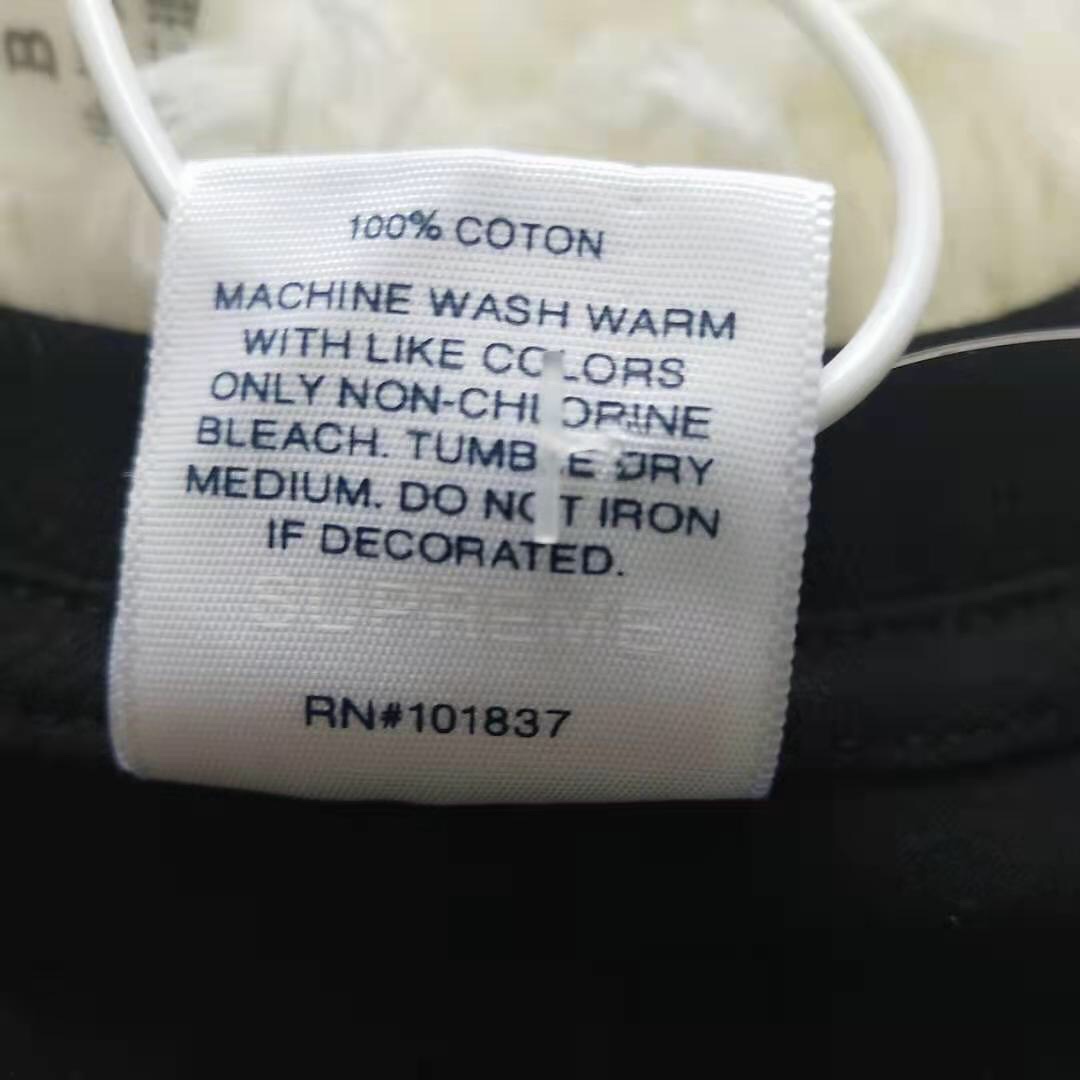 B
100% COTON
MACHINE WASH WARM
WITH LIKE COLORS
ONLY NON-CHLORINE
BLEACH. TUMBLE DRY
MEDIUM. DO NOT IRON
IF DECORATED.
SUPREME
RN#101837